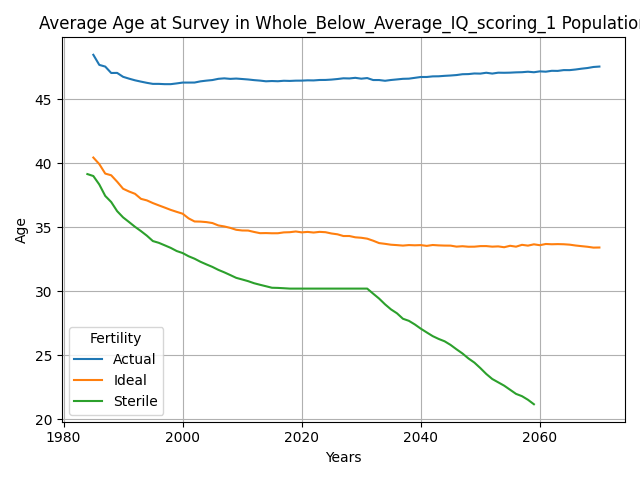 Average Age at Survey in Whole_Below_Average_IQ_scoring_1 Population
Age
45
40
35
30
25
20
Fertility
Actual
Ideal
Sterile
1980 2000 2020 2040 2060
Years